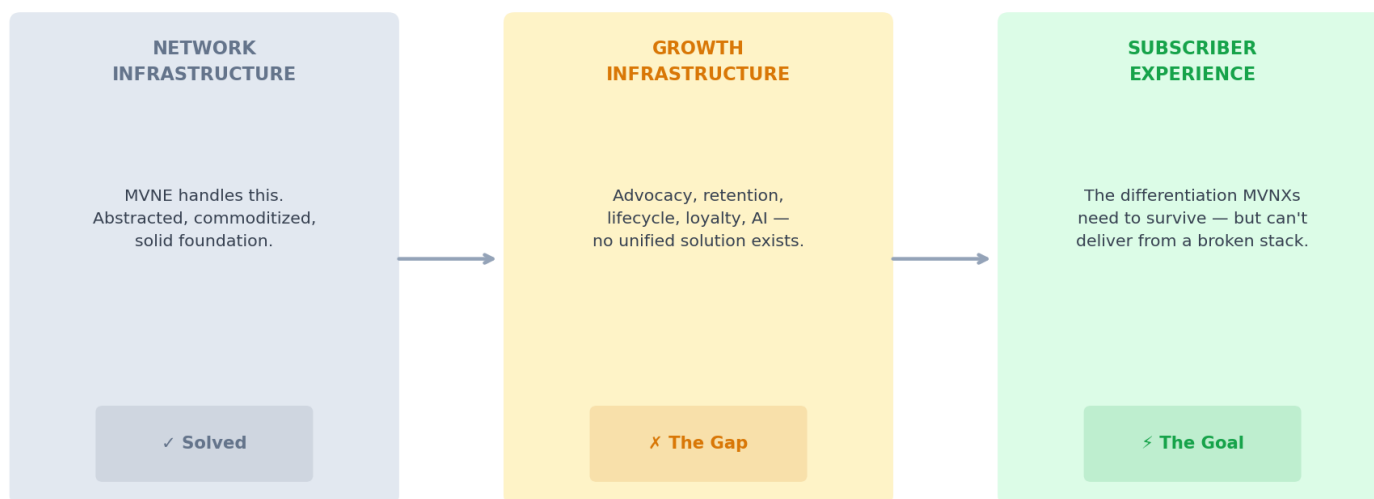 NETWORK
INFRASTRUCTURE
MVNE handles this.
Abstracted, commoditized,
solid foundation.
✓ Solved
GROWTH
INFRASTRUCTURE
Advocacy, retention,
lifecycle, loyalty, AI —
no unified solution exists.
✗ The Gap
SUBSCRIBER
EXPERIENCE
The differentiation MVNXs
need to survive — but can't
deliver from a broken stack.
⚡ The Goal